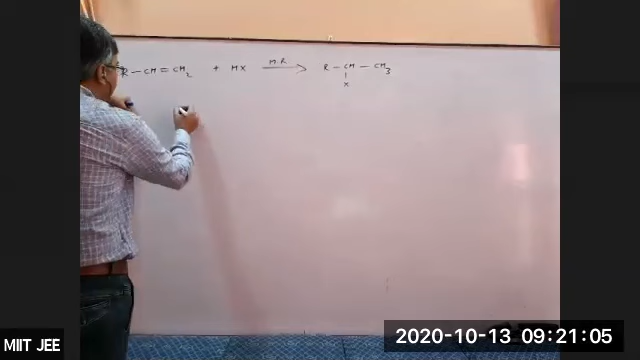 R - CH = CH2 + HX M.R → R - CH - CH3
X
MIIT JEE
2020-10-13 09:21:05